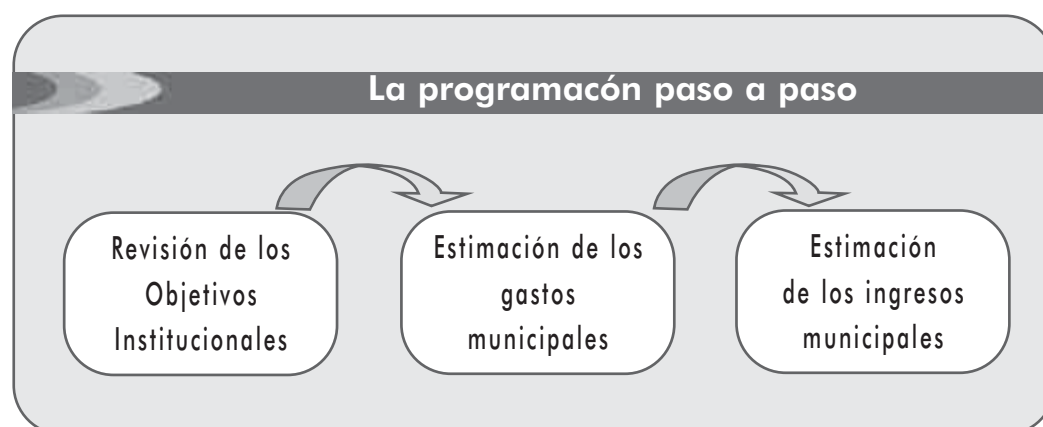 La programacón paso a paso
Revisión de los
Objetivos
Institucionales
Estimación de los
gastos
municipales
Estimación
de los ingresos
municipales